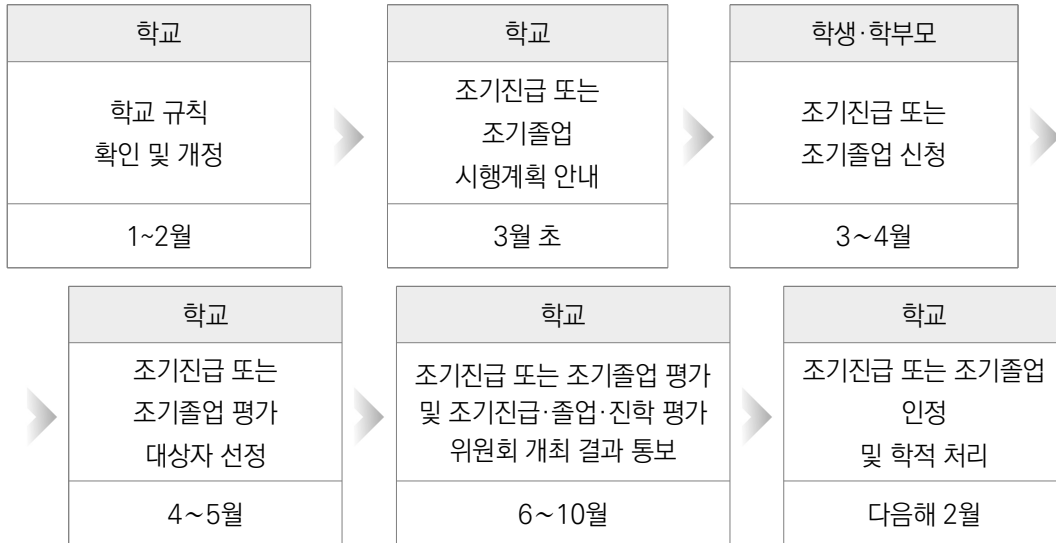 학교
학교 규칙
확인 및 개정
1~2월
학교
조기진급 또는
조기졸업
시행계획 안내
3월 초
학생·학부모
조기진급 또는
조기졸업 신청
3～4월
학교
조기진급 또는
조기졸업 평가
대상자 선정
4～5월
학교
조기진급 또는 조기졸업 평가
및 조기진급·졸업·진학 평가
위원회 개최 결과 통보
6～10월
학교
조기진급 또는 조기졸업
인정
및 학적 처리
다음해 2월